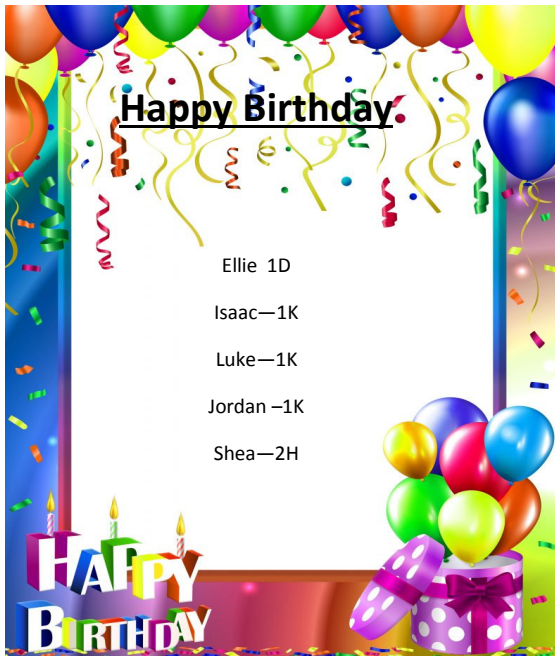 Happy Birthday
Ellie  1D
Isaac—1K
Luke—1K
Jordan –1K
Shea—2H
HAPPY
BIRTHDAY